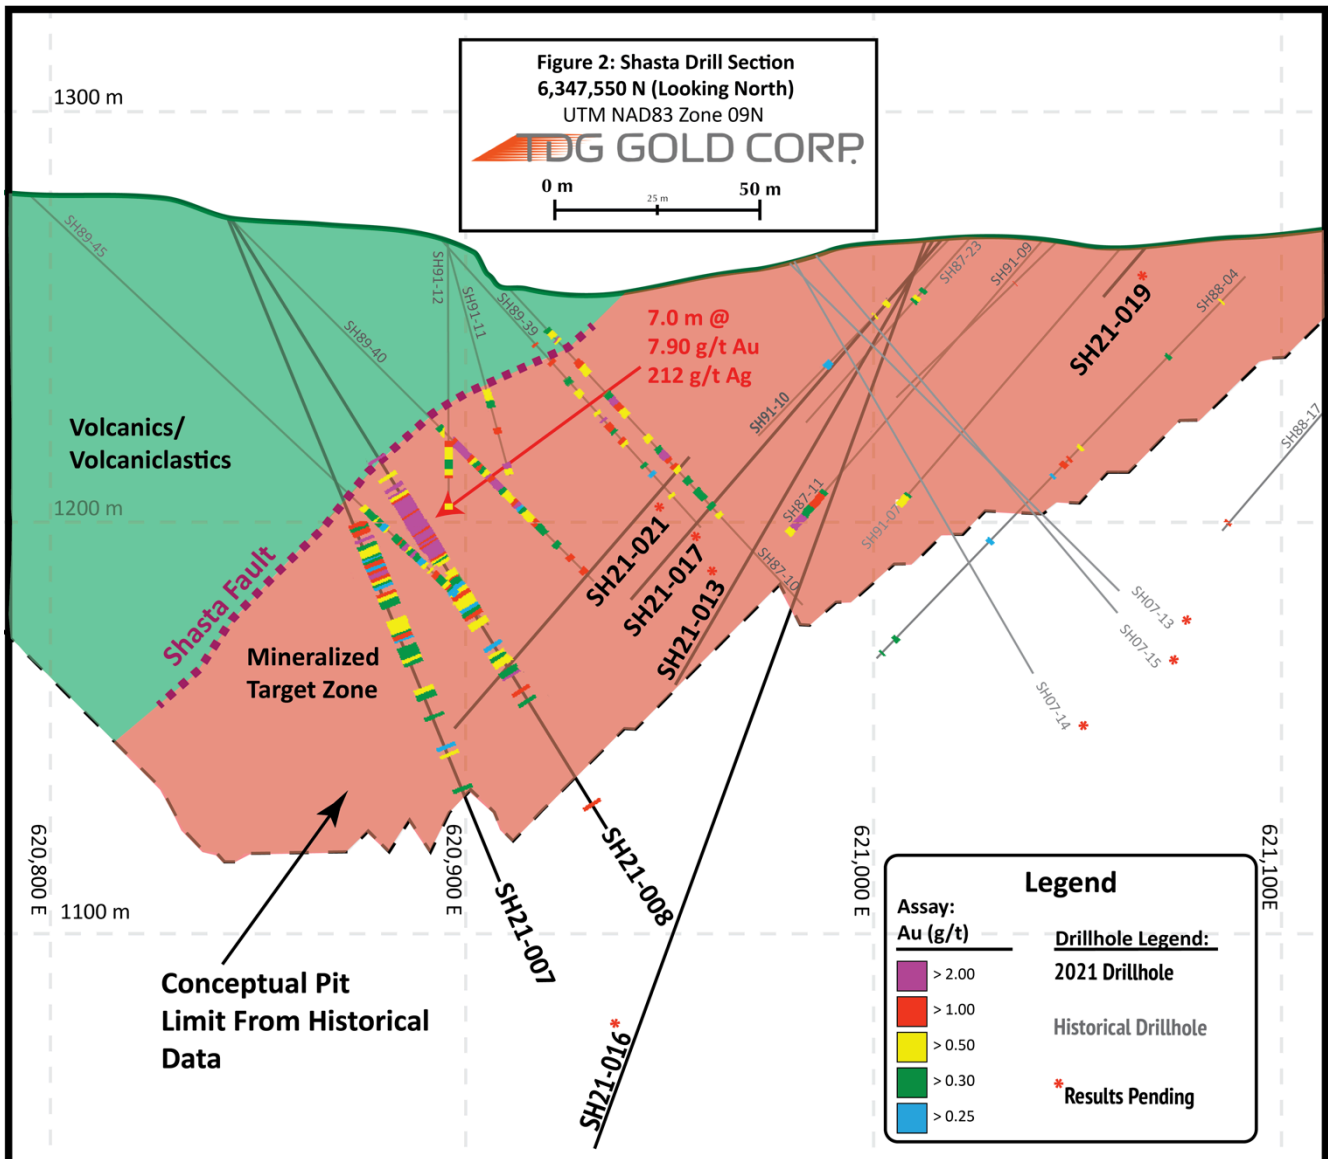 Figure 2: Shasta Drill Section
6,347,550 N (Looking North)
UTM NAD83 Zone 09N
TDG GOLD CORP.
0 m
25 m
50 m
1300 m
SH89-45
SH91-12
SH91-11
SH89-39
SH89-40
SH87-23
SH91-09
SH21-019*
SH88-04
7.0 m @
7.90 g/t Au
212 g/t Ag
SH91-10
SH88-17
Volcanics/
Volcaniclastics
1200 m
SH87-11
SH91-07
SH21-021*
SH21-017*
SH21-013*
SH87-10
SH07-13 *
SH07-15 *
SH07-14 *
Shasta Fault
Mineralized
Target Zone
620,800 E
620,900 E
621,000 E
621,100E
SH21-008
SH21-007
1100 m
SH21-016*
Conceptual Pit
Limit From Historical
Data
Legend
Assay:
Au (g/t)
> 2.00
> 1.00
> 0.50
> 0.30
> 0.25
Drillhole Legend:
2021 Drillhole
Historical Drillhole
*Results Pending